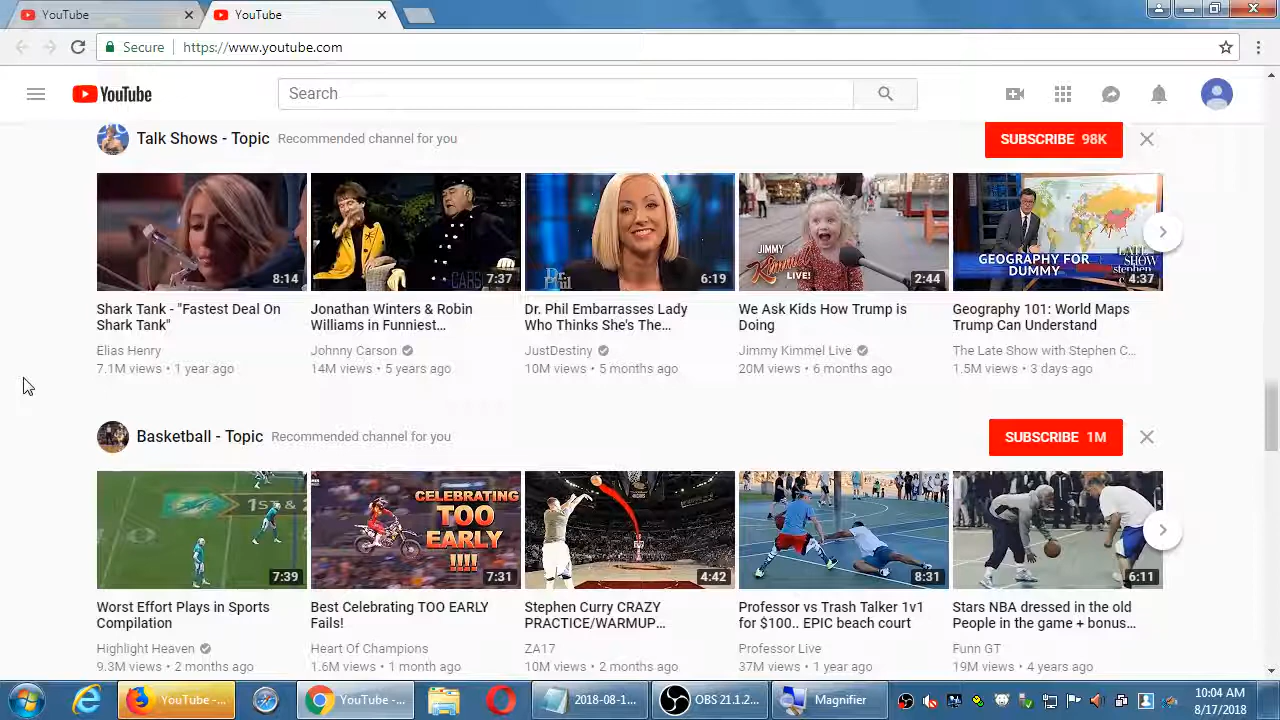 YouTube
YouTube
Secure
https://www.youtube.com
YouTube
Search
Talk Shows - Topic Recommended channel for you
SUBSCRIBE 98K
8:14
7:37
CARS
Dr. Phil
6:19
JIMMY
Kimmel
LIVE!
2:44
GEOGRAPHY FOR
DUMMY
LATE
SHOW
stephen
4:37
Shark Tank - "Fastest Deal On
Shark Tank"
Elias Henry
7.1M views • 1 year ago
Jonathan Winters & Robin
Williams in Funniest...
Johnny Carson
14M views • 5 years ago
Dr. Phil Embarrasses Lady
Who Thinks She's The...
JustDestiny
10M views • 5 months ago
We Ask Kids How Trump is
Doing
Jimmy Kimmel Live
20M views • 6 months ago
Geography 101: World Maps
Trump Can Understand
The Late Show with Stephen C...
1.5M views • 3 days ago
Basketball - Topic Recommended channel for you
SUBSCRIBE 1M
1st & 2
7:39
CELEBRATING
TOO
EARLY
!!!!
7:31
4:42
8:31
6:11
Worst Effort Plays in Sports
Compilation
Highlight Heaven
9.3M views • 2 months ago
Best Celebrating TOO EARLY
Fails!
Heart Of Champions
1.6M views • 1 month ago
Stephen Curry CRAZY
PRACTICE/WARMUP...
ZA17
10M views • 2 months ago
Professor vs Trash Talker 1v1
for $100.. EPIC beach court
Professor Live
37M views • 1 year ago
Stars NBA dressed in the old
People in the game + bonus...
Funn GT
19M views • 4 years ago
YouTube -...
YouTube -...
2018-08-1...
OBS 21.1.2...
Magnifier
10:04 AM
8/17/2018